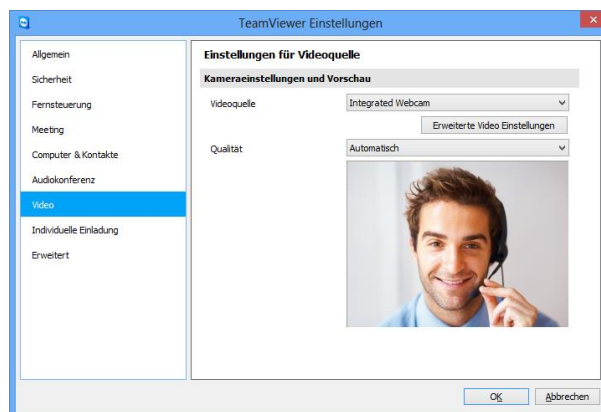 TeamViewer Einstellungen
Allgemein
Sicherheit
Fernsteuerung
Meeting
Computer & Kontakte
Audiokonferenz
Video
Individuelle Einladung
Erweitert
Einstellungen für Videoquelle
Kameraeinstellungen und Vorschau
Videoquelle
Integrated Webcam
Erweiterte Video Einstellungen
Qualität
Automatisch
OK
Abbrechen